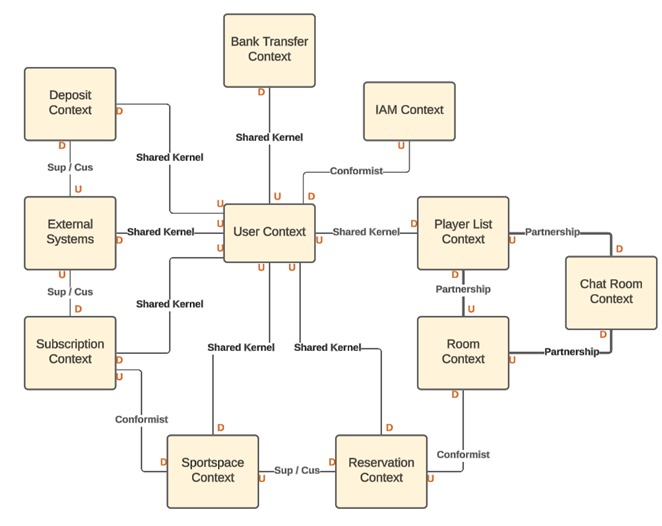 Bank Transfer
Context
D
Deposit
Context
D
D
IAM Context
U
Shared Kernel
Shared Kernel
Sup / Cus
U
Conformist
D
U
U
External
Systems
D
U
Shared Kernel
U
U
User Context
U
U
U
Shared Kernel
D
Player List
Context
U
D
Partnership
D
Chat Room
Context
D
Sup / Cus
D
Shared Kernel
Partnership
U
Subscription
Context
D
U
Shared Kernel
Shared Kernel
Room
Context
U
D
Partnership
Conformist
D
D
Conformist
D
Sportspace
Context
U
Sup / Cus
D
Reservation
Context
U